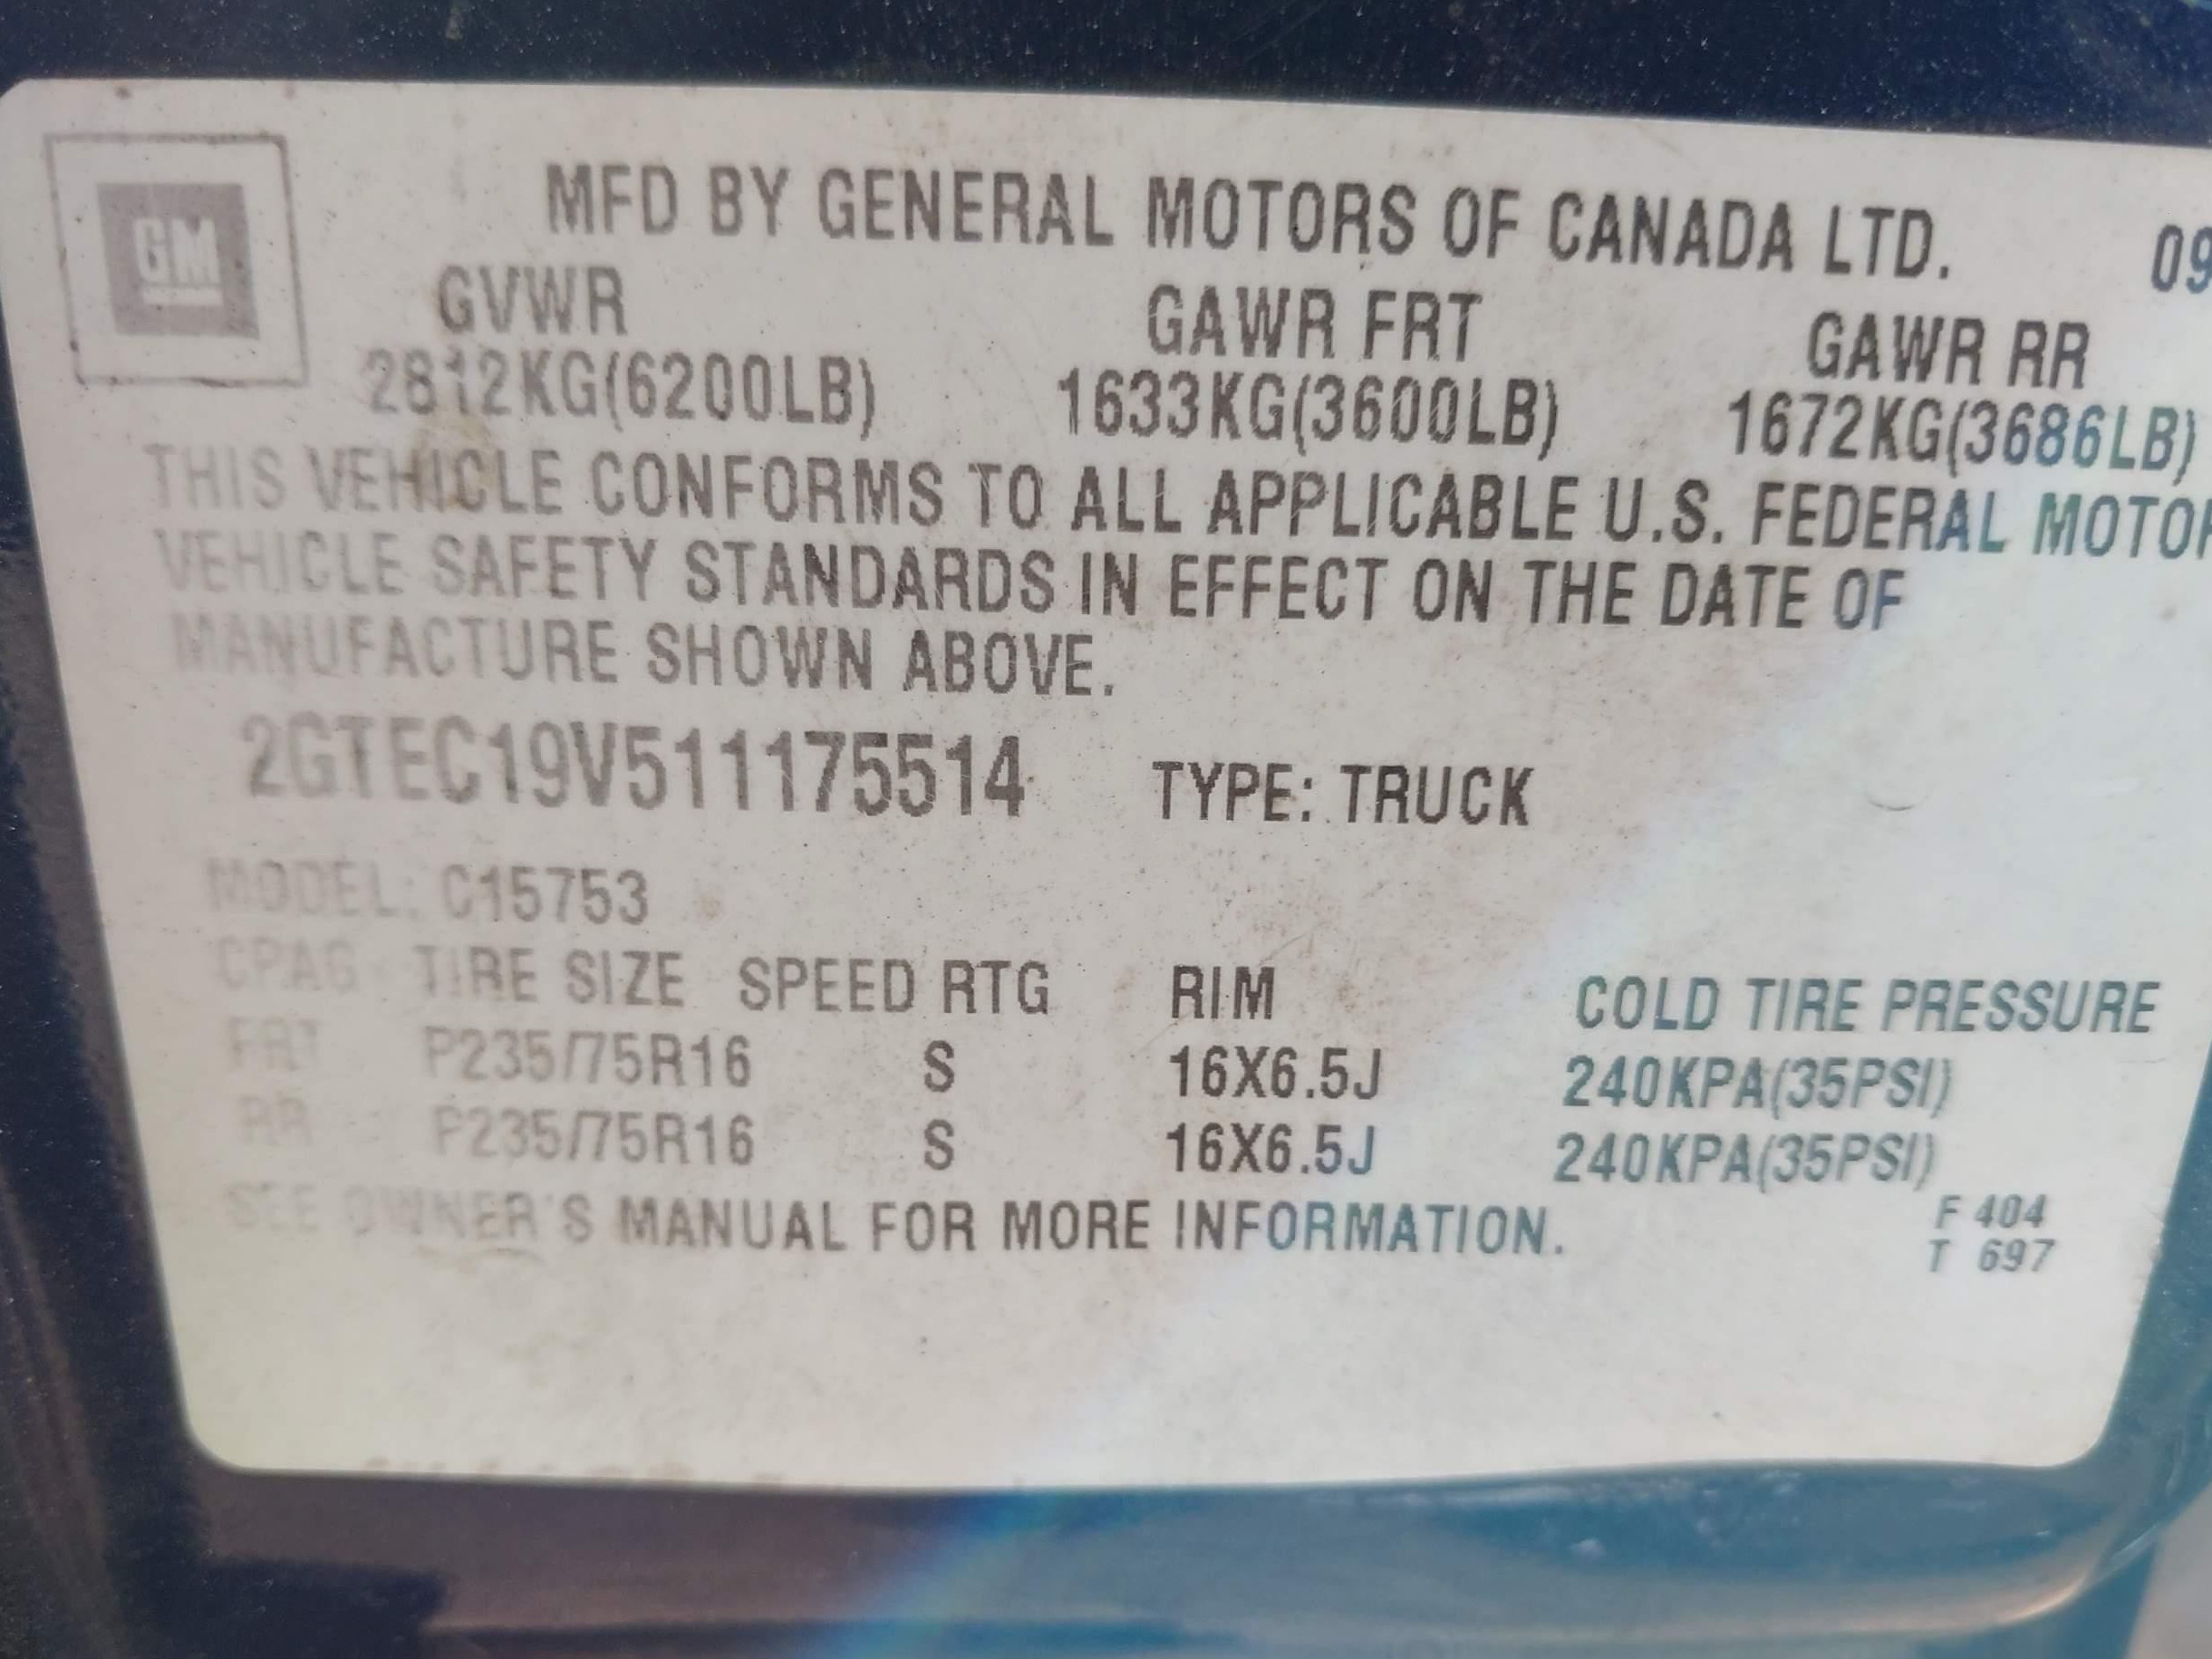 GM
MFD BY GENERAL MOTORS OF CANADA LTD. 09
GVWR GAWR FRT GAWR RR
2812KG(6200LB) 1633KG(3600LB) 1672KG(3686LB)
THIS VEHICLE CONFORMS TO ALL APPLICABLE U.S. FEDERAL MOTOR
VEHICLE SAFETY STANDARDS IN EFFECT ON THE DATE OF
MANUFACTURE SHOWN ABOVE.
2GTEC19V511175514 TYPE: TRUCK
MODEL: C15753
CPAG TIRE SIZE SPEED RTG RIM COLD TIRE PRESSURE
FRT P235/75R16 S 16X6.5J 240KPA(35PSI)
RR P235/75R16 S 16X6.5J 240KPA(35PSI)
SEE OWNER'S MANUAL FOR MORE INFORMATION.
F 404
T 697